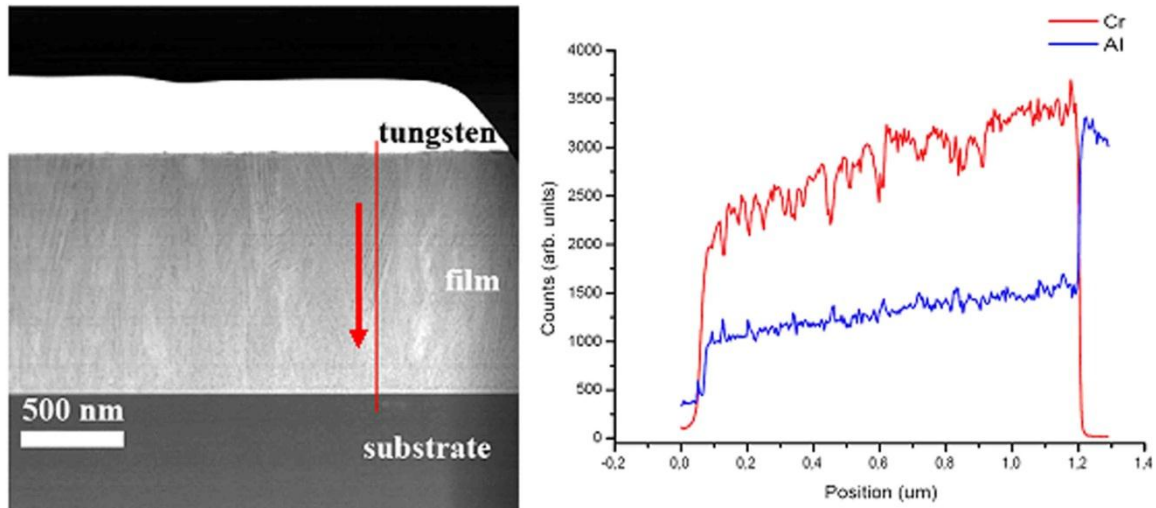 tungsten
film
500 nm
substrate
Cr
Al
4000
3500
3000
2500
2000
1500
1000
500
0
Counts (arb. units)
-0,2
0,0
0,2
0,4
0,6
0,8
1,0
1,2
1,4
Position (um)